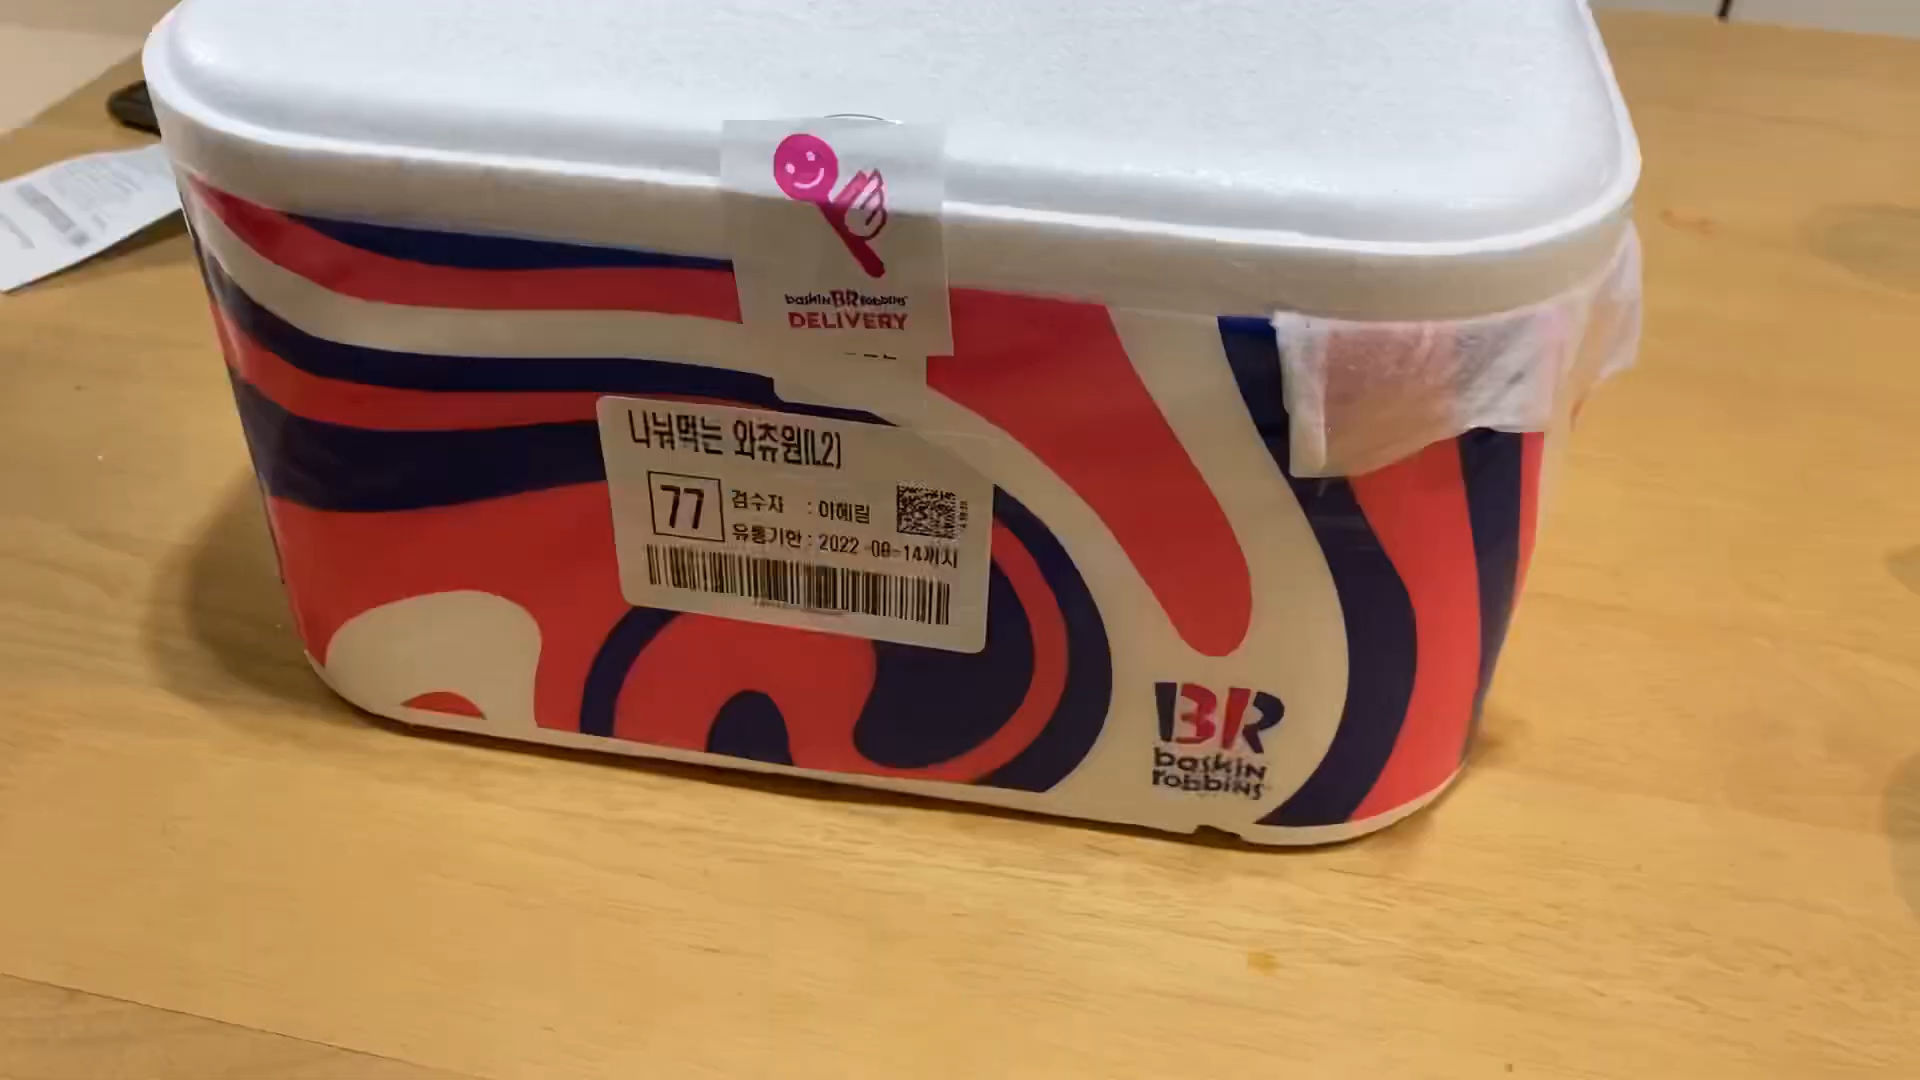 baskin BR robbins
DELIVERY
나눠먹는 와츄원(L2)
77
검수자 : 이혜림
유통기한 : 2022-08-14까지
BR
baskin
robbins